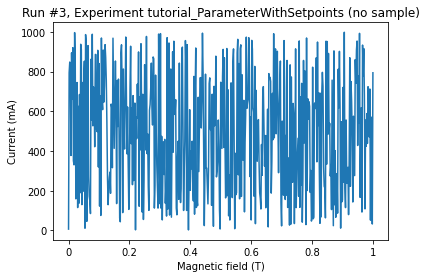 Run #3, Experiment tutorial_ParameterWithSetpoints (no sample)
1000
800
600
400
200
0
Current (mA)
0 0.2 0.4 0.6 0.8 1
Magnetic field (T)